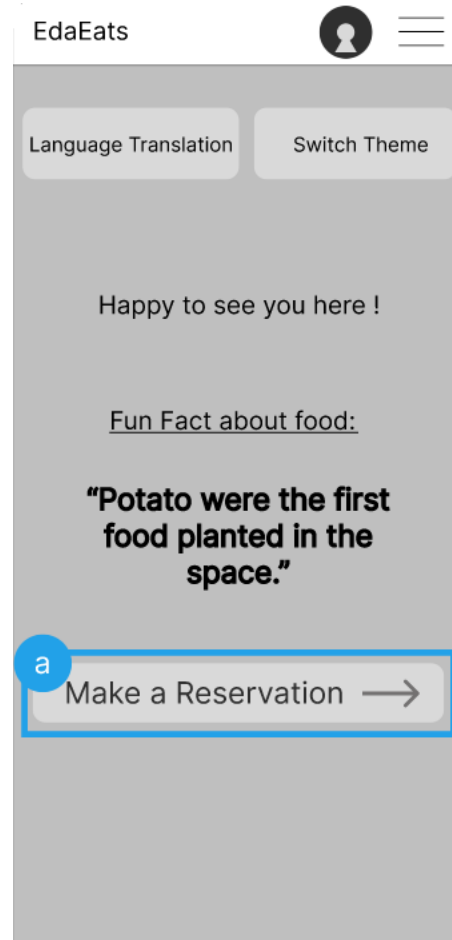 EdaEats
Language Translation
Switch Theme
Happy to see you here !
Fun Fact about food:
“Potato were the first
food planted in the
space.”
a
Make a Reservation